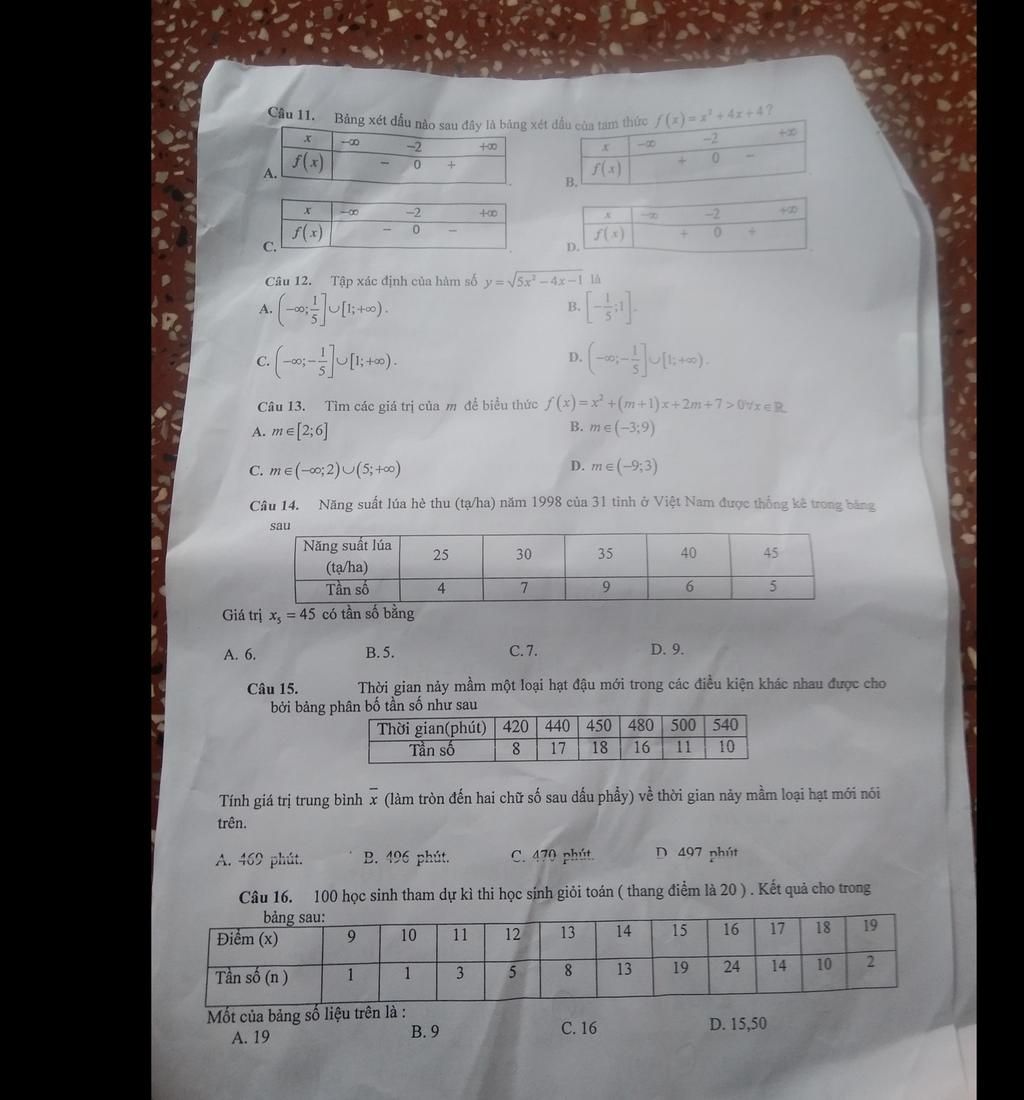 Câu 11. Bảng xét dấu nào sau đây là bảng xét dấu của tam thức f(x) = x² + 4x + 4?
A.
x −∞ −2 +∞
f(x) − 0 +
B.
x −∞ −2 +∞
f(x) + 0 −
C.
x −∞ −2 +∞
f(x) − 0 −
D.
x −∞ −2 +∞
f(x) + 0 +
Câu 12. Tập xác định của hàm số y = √(5x² − 4x − 1) là
A. (−∞; 1/5] ∪ [1; +∞). B. [−1/5; 1].
C. (−∞; −1/5] ∪ [1; +∞). D. (−∞; −1/5] ∪ [1; +∞).
Câu 13. Tìm các giá trị của m để biểu thức f(x) = x² + (m+1)x + 2m + 7 > 0 ∀x ∈ ℝ
A. m ∈ [2;6] B. m ∈ (−3;9)
C. m ∈ (−∞; 2) ∪ (5; +∞) D. m ∈ (−9;3)
Câu 14. Năng suất lúa hè thu (tạ/ha) năm 1998 của 31 tỉnh ở Việt Nam được thống kê trong bảng
sau
Năng suất lúa (tạ/ha) 25 30 35 40 45
Tần số 4 7 9 6 5
Giá trị x₅ = 45 có tần số bằng
A. 6. B. 5. C. 7. D. 9.
Câu 15. Thời gian nảy mầm một loại hạt đậu mới trong các điều kiện khác nhau được cho
bởi bảng phân bố tần số như sau
Thời gian(phút) 420 440 450 480 500 540
Tần số 8 17 18 16 11 10
Tính giá trị trung bình x̄ (làm tròn đến hai chữ số sau dấu phẩy) về thời gian nảy mầm loại hạt mới nói
trên.
A. 469 phút. B. 496 phút. C. 470 phút. D 497 phút
Câu 16. 100 học sinh tham dự kì thi học sinh giỏi toán ( thang điểm là 20 ) . Kết quả cho trong
bảng sau:
Điểm (x) 9 10 11 12 13 14 15 16 17 18 19
Tần số (n ) 1 1 3 5 8 13 19 24 14 10 2
Mốt của bảng số liệu trên là :
A. 19 B. 9 C. 16 D. 15,50